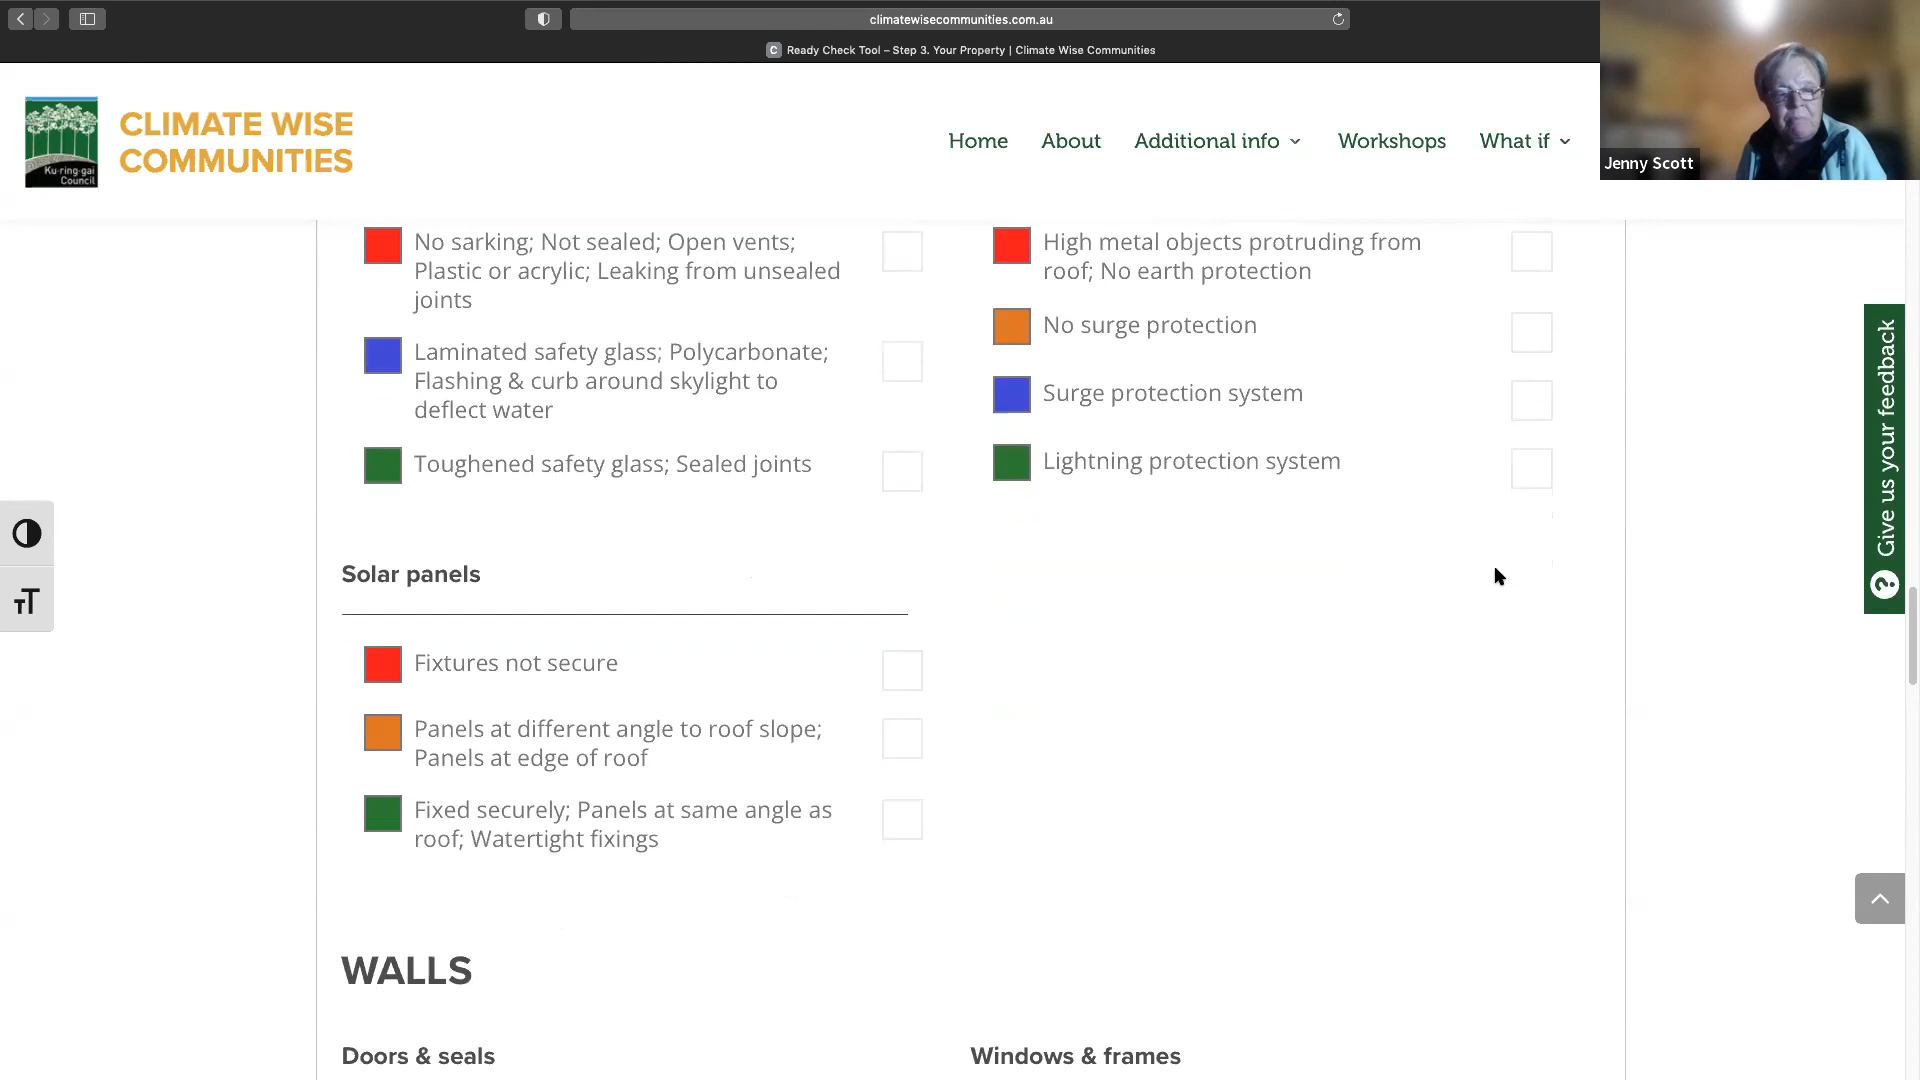 climatewisecommunities.com.au
C Ready Check Tool – Step 3. Your Property | Climate Wise Communities
Ku-ring-gai
Council
CLIMATE WISE
COMMUNITIES
Home
About
Additional info
Workshops
What if
Jenny Scott
No sarking; Not sealed; Open vents;
Plastic or acrylic; Leaking from unsealed
joints
Laminated safety glass; Polycarbonate;
Flashing & curb around skylight to
deflect water
Toughened safety glass; Sealed joints
High metal objects protruding from
roof; No earth protection
No surge protection
Surge protection system
Lightning protection system
Solar panels
Fixtures not secure
Panels at different angle to roof slope;
Panels at edge of roof
Fixed securely; Panels at same angle as
roof; Watertight fixings
WALLS
Doors & seals
Windows & frames
TT
? Give us your feedback